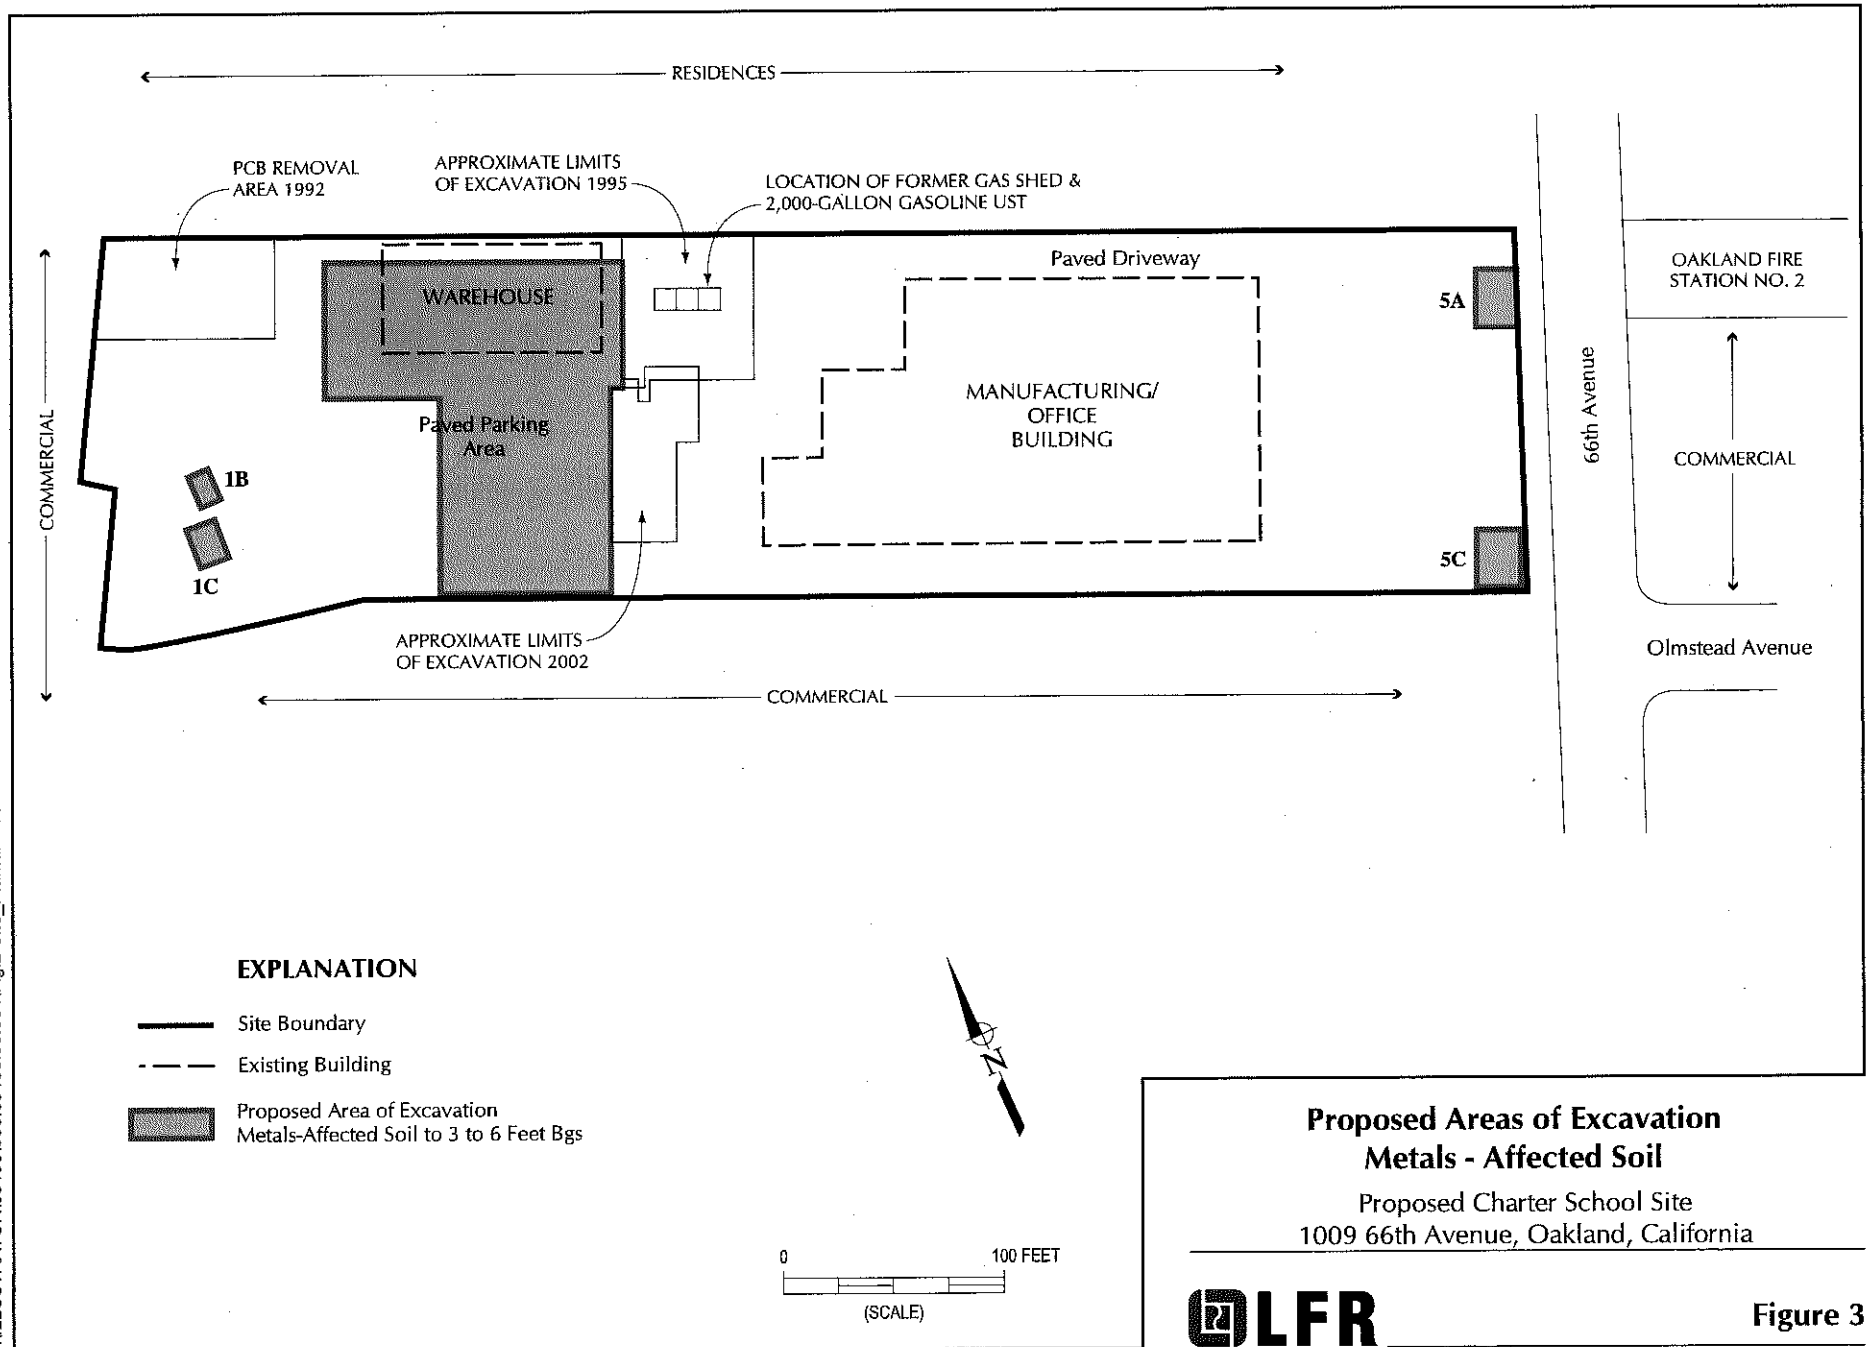 RESIDENCES
PCB REMOVAL
AREA 1992
APPROXIMATE LIMITS
OF EXCAVATION 1995
LOCATION OF FORMER GAS SHED &
2,000-GALLON GASOLINE UST
Paved Driveway
OAKLAND FIRE
STATION NO. 2
WAREHOUSE
5A
MANUFACTURING/
OFFICE
BUILDING
66th Avenue
COMMERCIAL
COMMERCIAL
Paved Parking
Area
1B
1C
5C
APPROXIMATE LIMITS
OF EXCAVATION 2002
Olmstead Avenue
COMMERCIAL
EXPLANATION
Site Boundary
Existing Building
Proposed Area of Excavation
Metals-Affected Soil to 3 to 6 Feet Bgs
N
0 100 FEET
(SCALE)
Proposed Areas of Excavation
Metals - Affected Soil
Proposed Charter School Site
1009 66th Avenue, Oakland, California
LFR
Figure 3